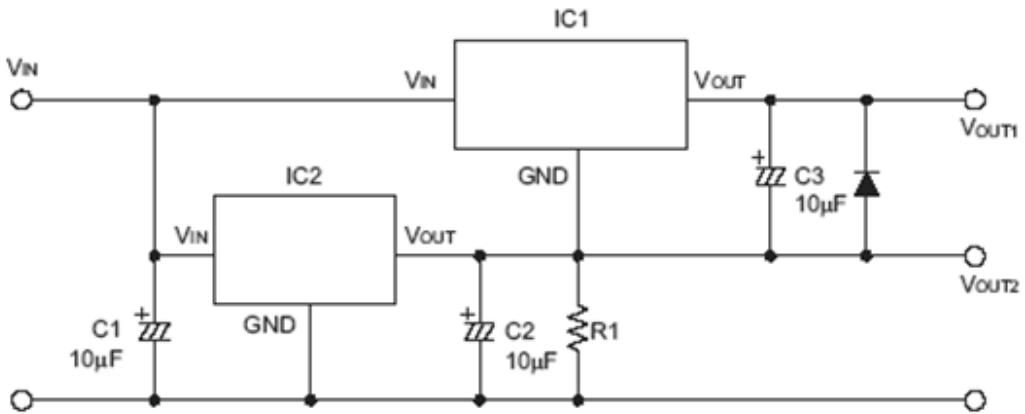 IC1
VIN
VIN
VOUT
VOUT1
GND
C3
10μF
IC2
VIN
VOUT
VOUT2
GND
C1
10μF
C2
10μF
R1